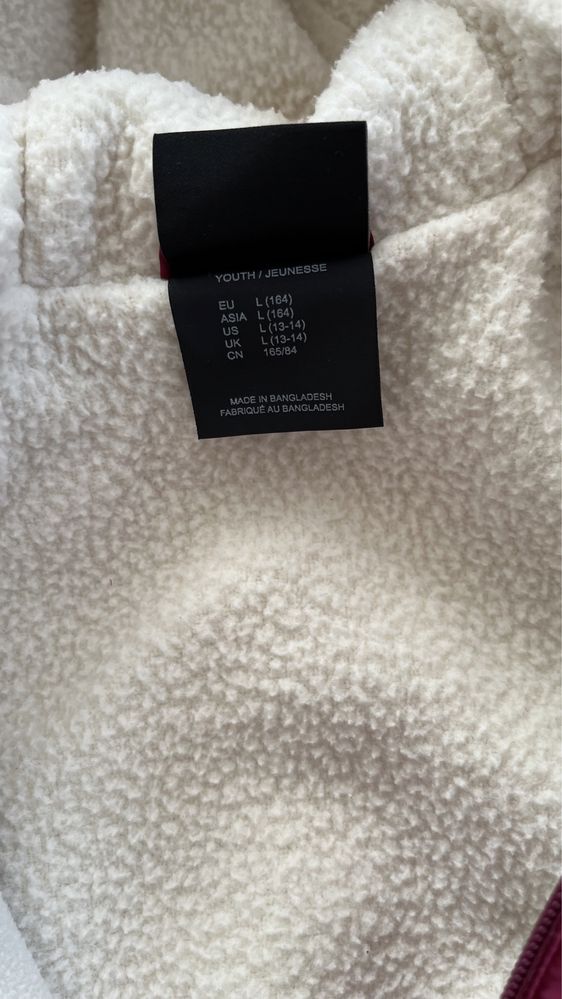 YOUTH / JEUNESSE
EU L (164)
ASIA L (164)
US L (13-14)
UK L (13-14)
CN 165/84
MADE IN BANGLADESH
FABRIQUÉ AU BANGLADESH